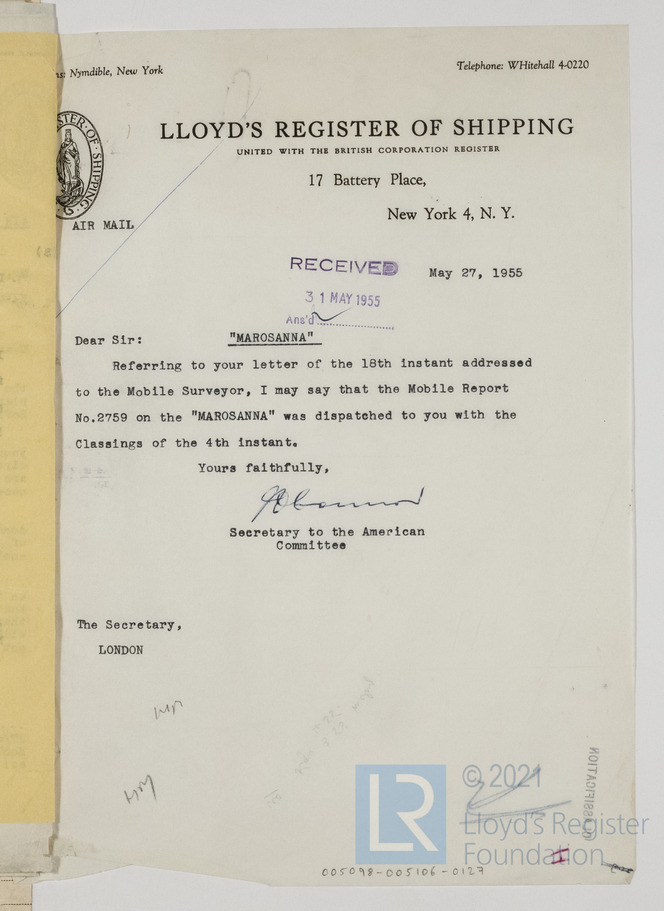 Nymdible, New York
Telephone: WHitehall 4-0220
LLOYD'S REGISTER OF SHIPPING
UNITED WITH THE BRITISH CORPORATION REGISTER
17 Battery Place,
New York 4, N. Y.
STER·OF·SHIPPING
AIR MAIL
RECEIVED
May 27, 1955
31 MAY 1955
Ans'd
Dear Sir:
"MAROSANNA"
Referring to your letter of the 18th instant addressed
to the Mobile Surveyor, I may say that the Mobile Report
No.2759 on the "MAROSANNA" was dispatched to you with the
Classings of the 4th instant.
Yours faithfully,
Secretary to the American
Committee
The Secretary,
LONDON
© 2021
Lloyd's Register
Foundation
005098-005106-0127